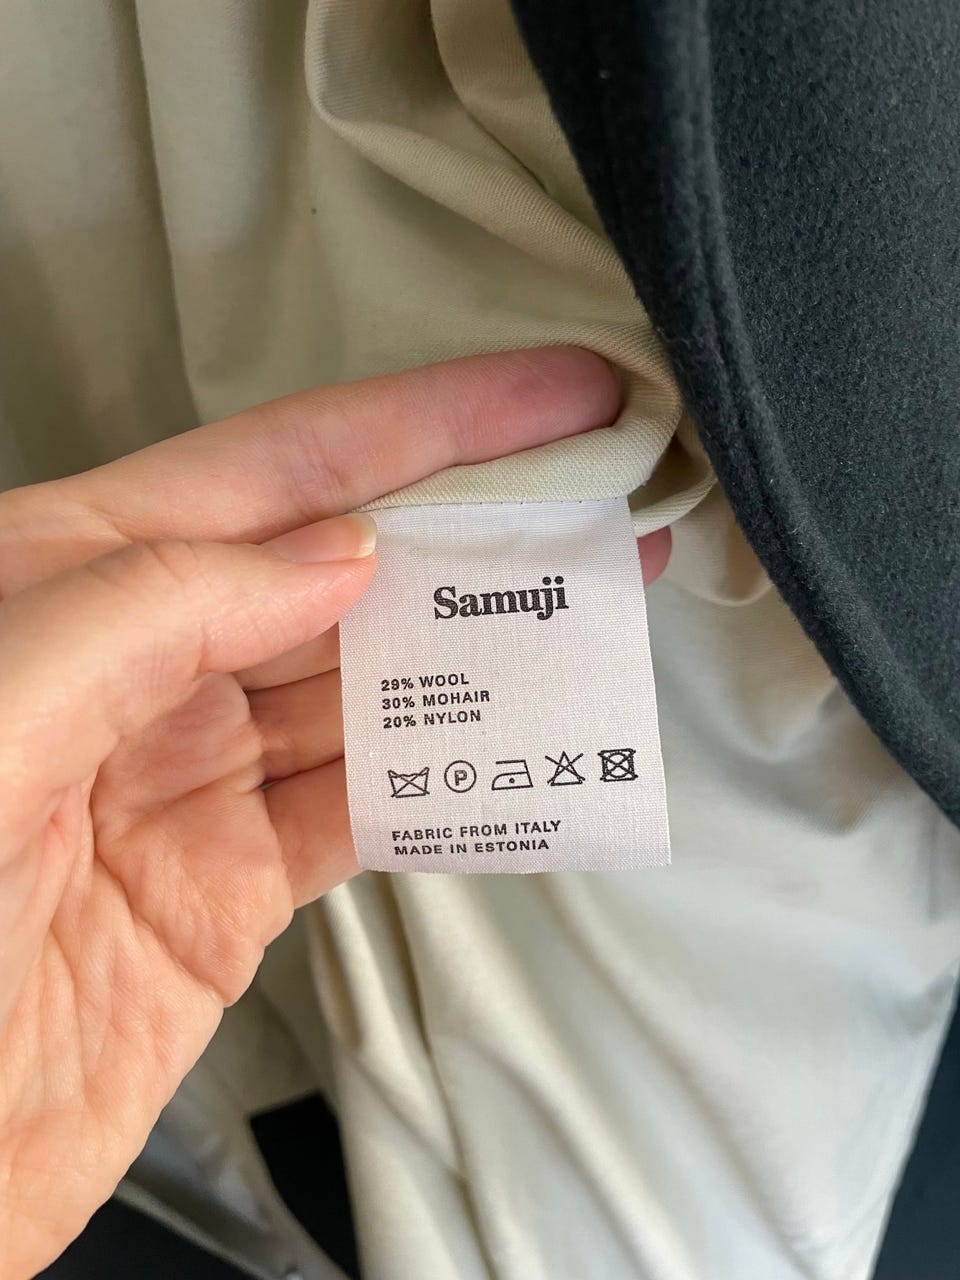 Samuji
29% WOOL
30% MOHAIR
20% NYLON
P
FABRIC FROM ITALY
MADE IN ESTONIA